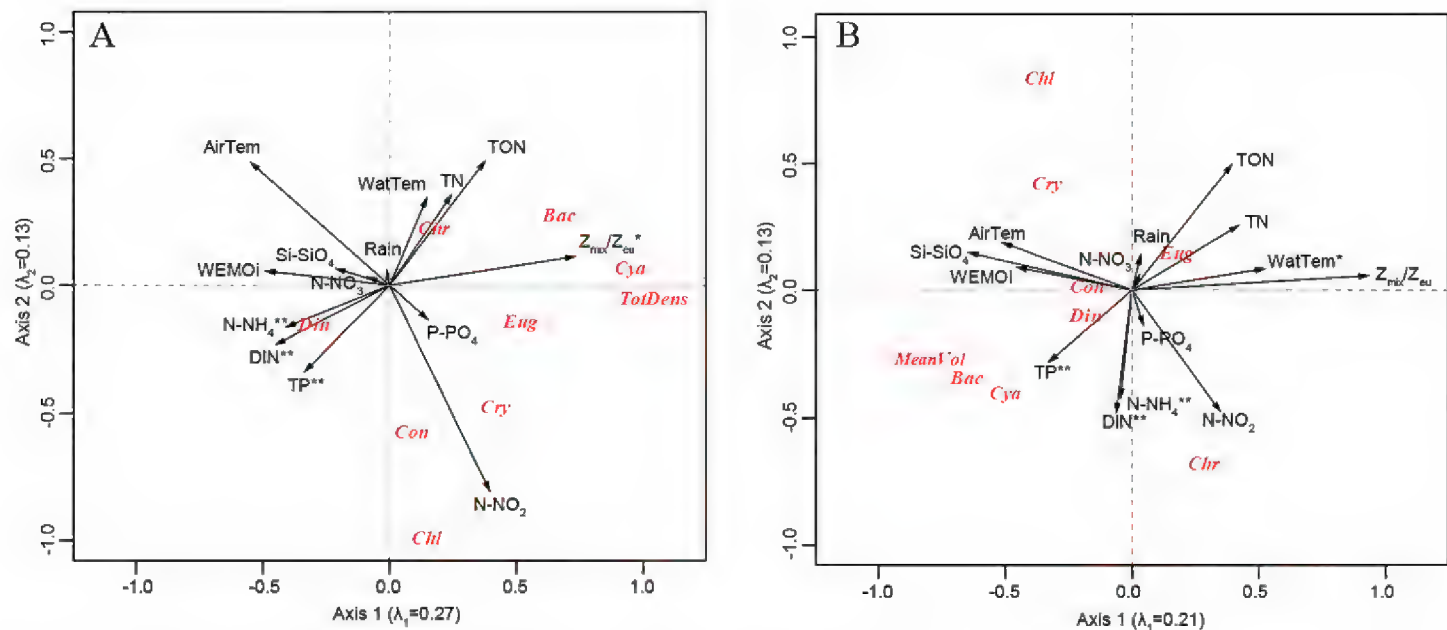 A
1.0
0.5
0.0
-0.5
-1.0
Axis 2 (λ2=0.13)
AirTem
TON
WatTem
TN
Chr
Bac
Rain
Zmix/Zeu*
Si-SiO4
WEMOi
Cya
N-NO3
TotDens
N-NH4**
Din
P-PO4
Eug
DIN**
TP**
Cry
Con
N-NO2
Chl
-1.0 -0.5 0.0 0.5 1.0
Axis 1 (λ1=0.27)
B
1.0
0.5
0.0
-0.5
-1.0
Axis 2 (λ2=0.13)
Chl
Cry
TON
TN
AirTem
Rain
Si-SiO4
Eug
N-NO3
WEMOI
WatTem*
Zmix/Zeu
Con
Din
P-PO4
MeanVol
TP**
Bac
Cya
N-NH4**
DIN**
N-NO2
Chr
-1.0 -0.5 0.0 0.5 1.0
Axis 1 (λ1=0.21)